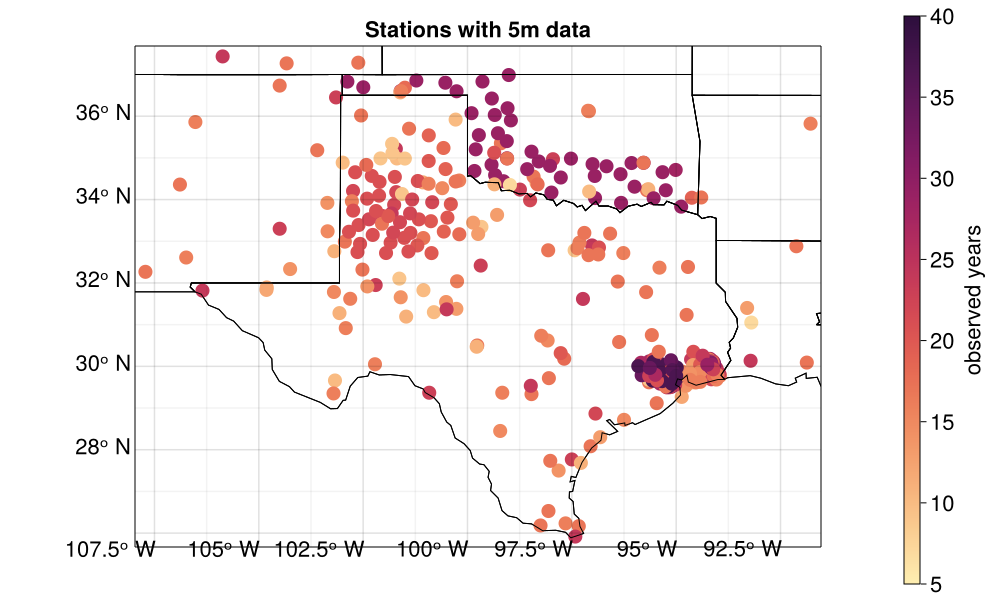 Stations with 5m data
36° N
34° N
32° N
30° N
28° N
107.5° W 105° W 102.5° W 100° W 97.5° W 95° W 92.5° W
40
35
30
25
20
15
10
5
observed years